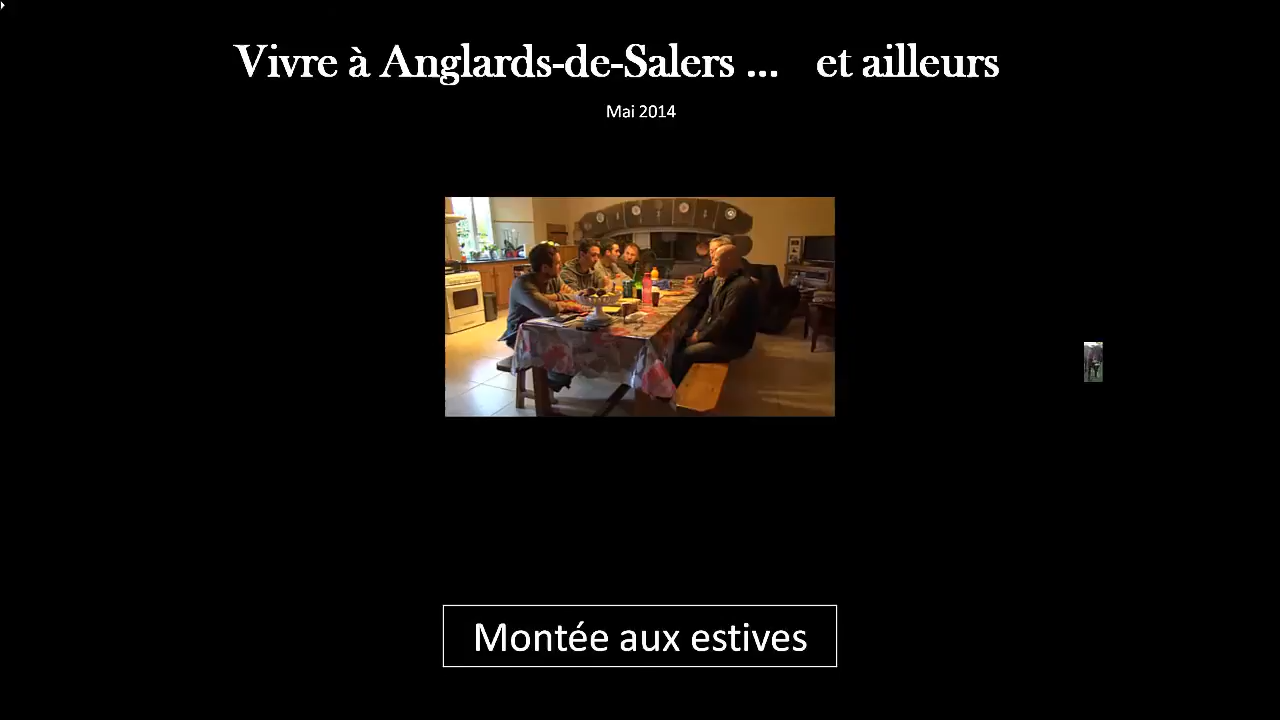 Vivre à Anglards-de-Salers ... et ailleurs
Mai 2014
Montée aux estives